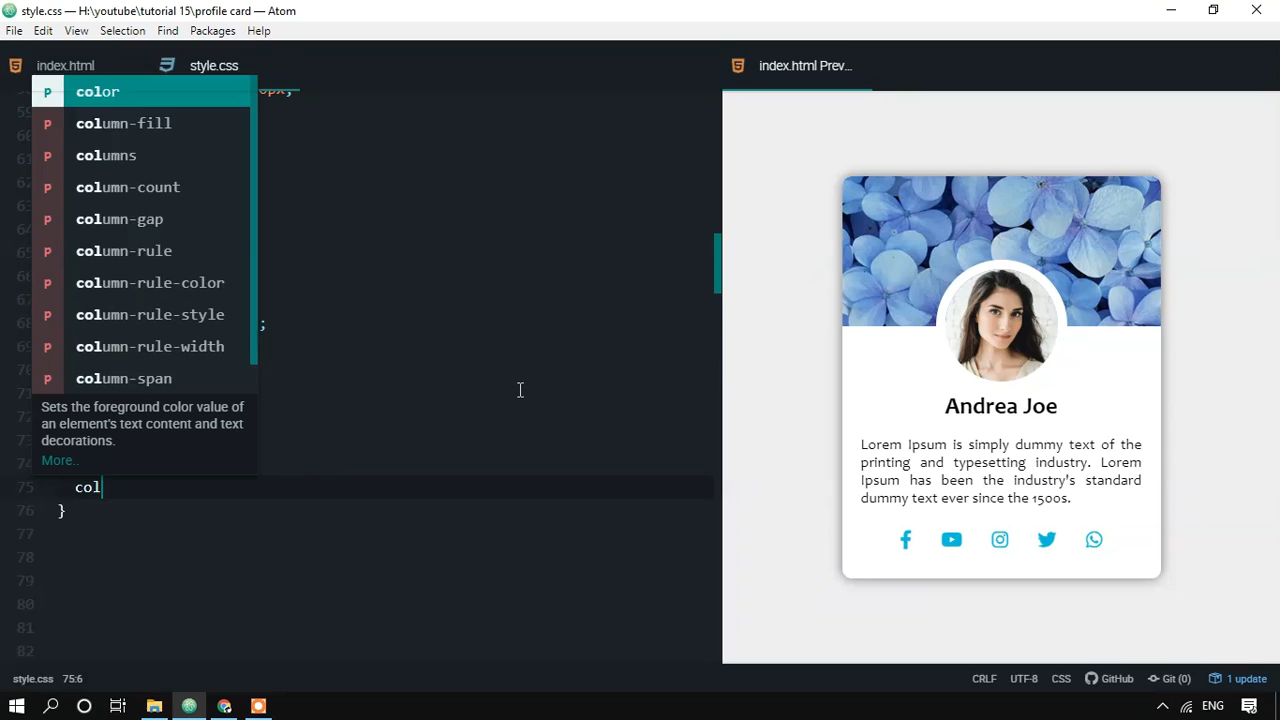 style.css — H:\youtube\tutorial 15\profile card — Atom
File Edit View Selection Find Packages Help
index.html
style.css
index.html Prev...
p color
p column-fill
p columns
p column-count
p column-gap
p column-rule
p column-rule-color
p column-rule-style
p column-rule-width
p column-span
Sets the foreground color value of
an element's text content and text
decorations.
More..
;
75 col
76 }
77
78
79
80
81
82
Andrea Joe
Lorem Ipsum is simply dummy text of the
printing and typesetting industry. Lorem
Ipsum has been the industry's standard
dummy text ever since the 1500s.
style.css 75:6
CRLF UTF-8 CSS GitHub Git (0) 1 update
ENG